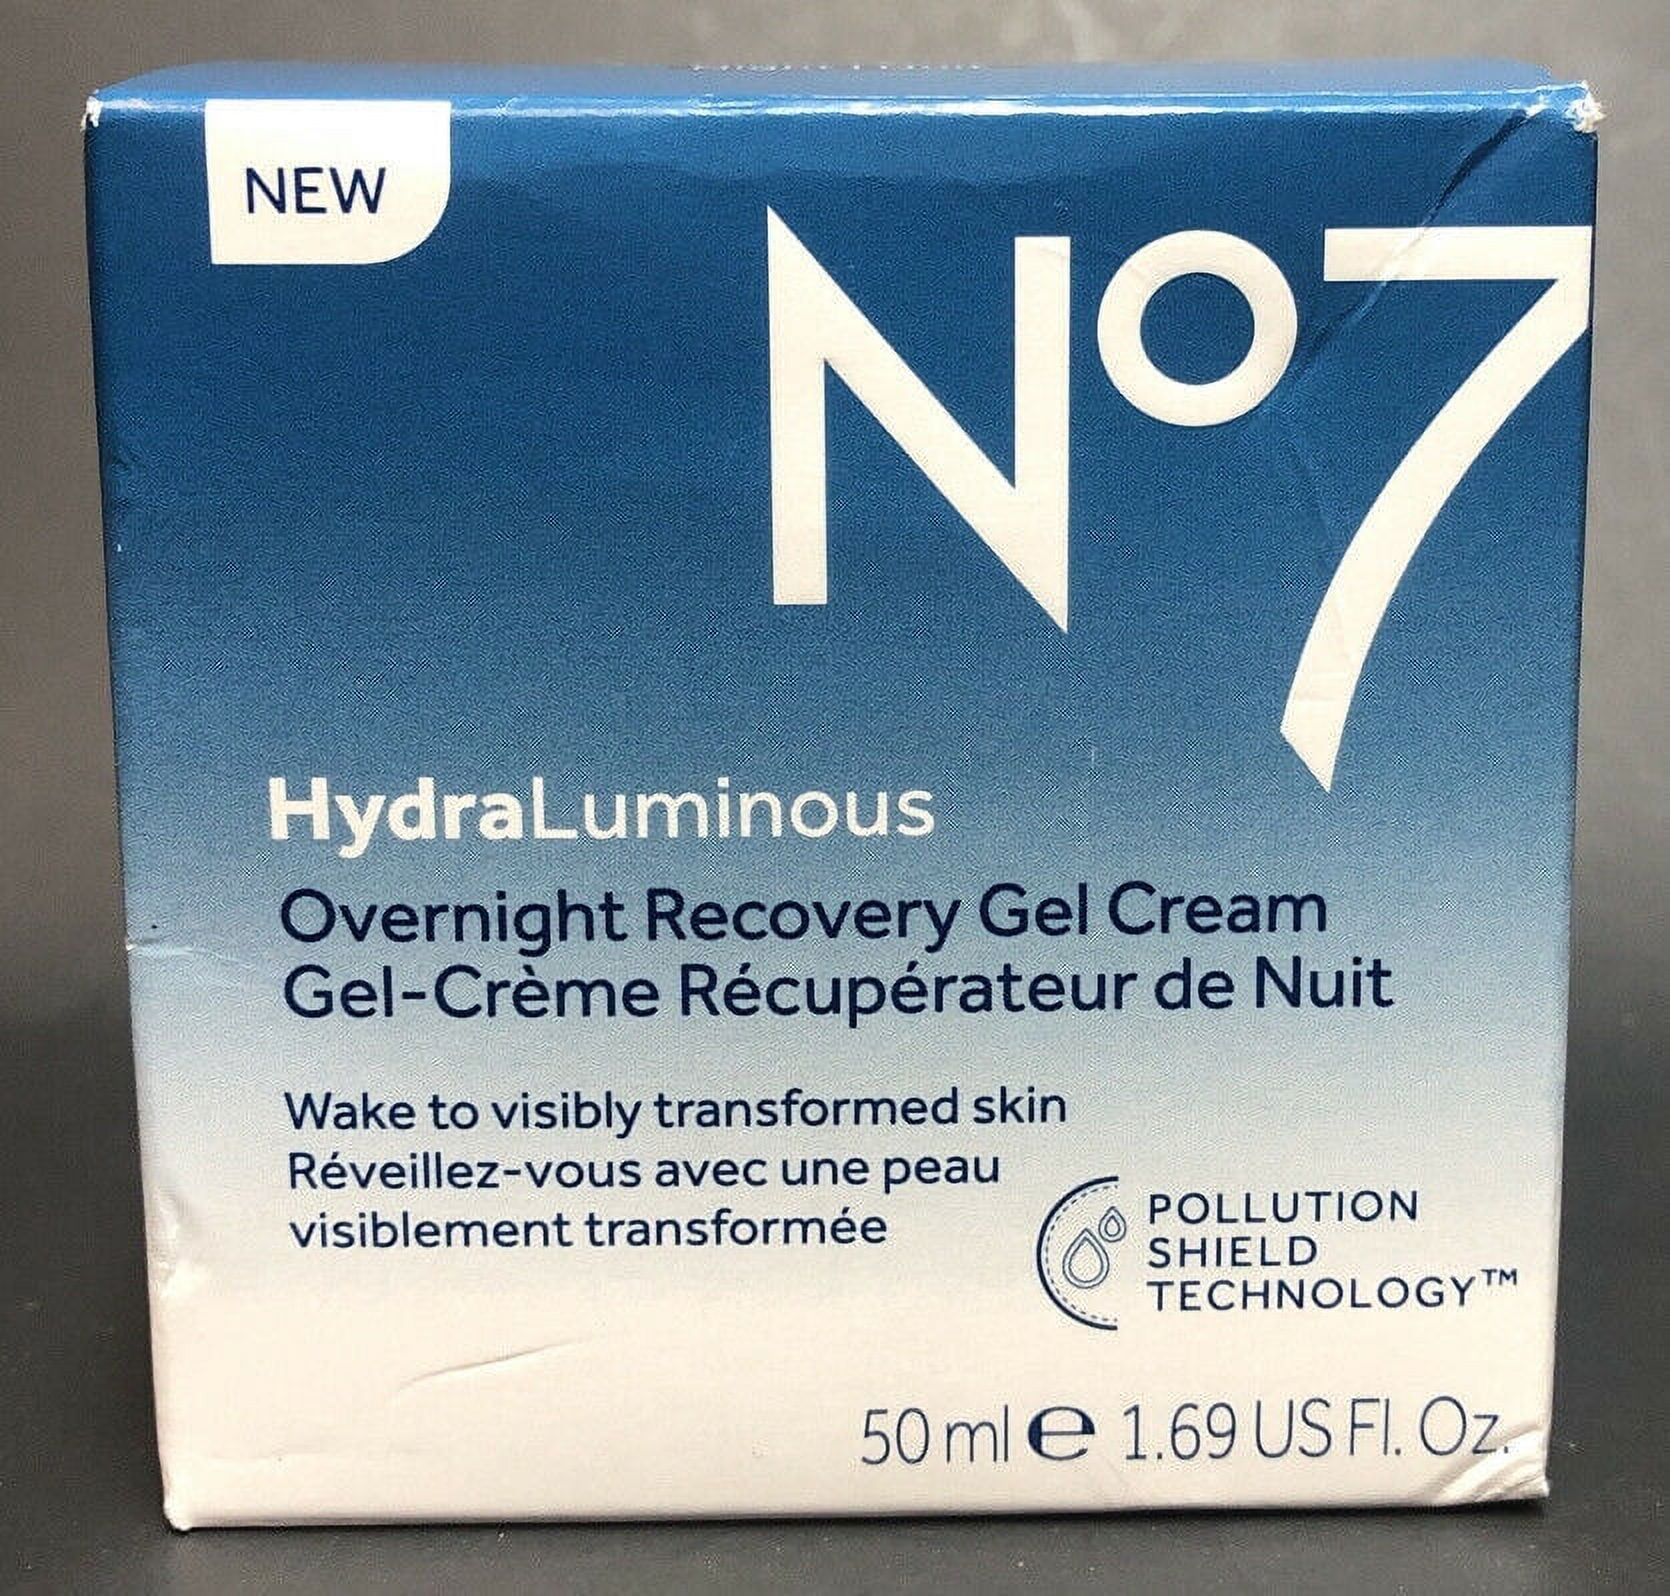 NEW
Nº7
HydraLuminous
Overnight Recovery Gel Cream
Gel-Crème Récupérateur de Nuit
Wake to visibly transformed skin
Réveillez-vous avec une peau
visiblement transformée
POLLUTION
SHIELD
TECHNOLOGY™
50 ml ℮ 1.69 US Fl. Oz.